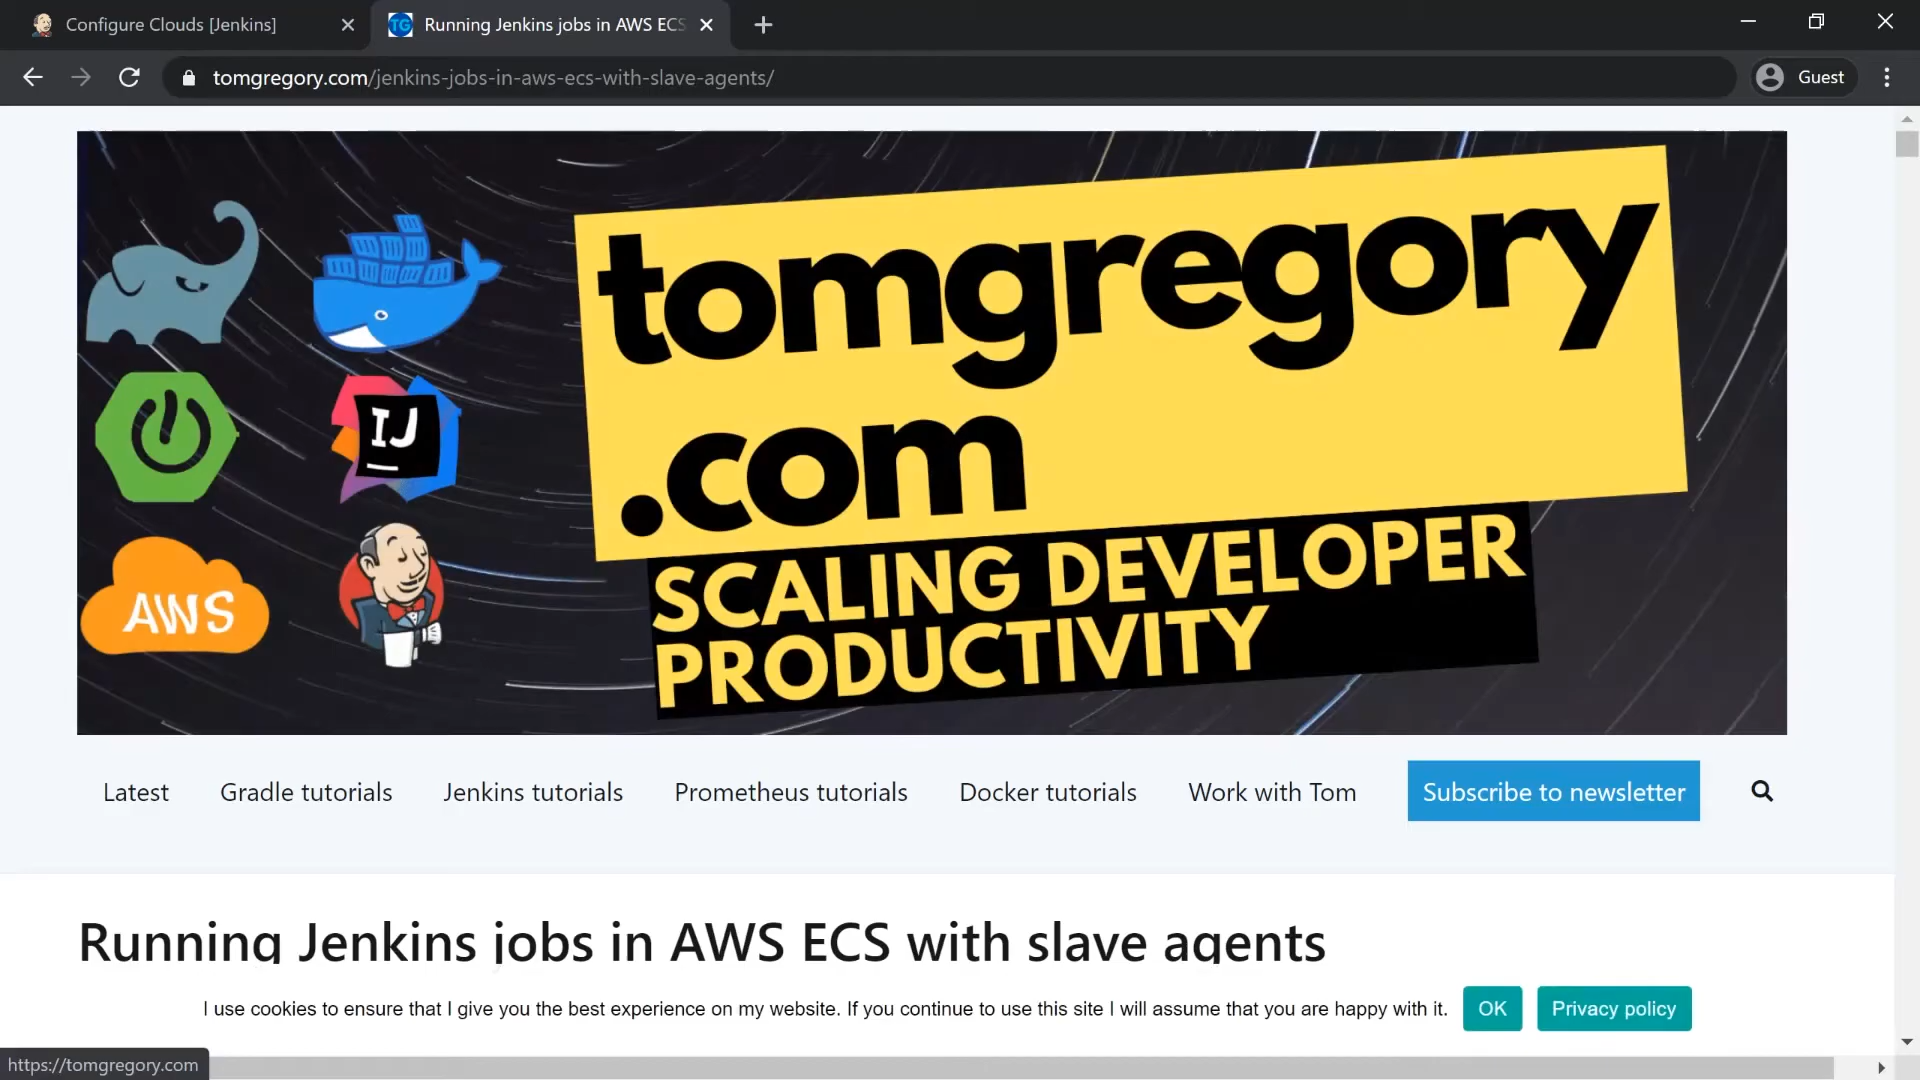 Configure Clouds [Jenkins]
TG
Running Jenkins jobs in AWS ECS
tomgregory.com/jenkins-jobs-in-aws-ecs-with-slave-agents/
Guest
tomgregory
.com
SCALING DEVELOPER
PRODUCTIVITY
IJ
AWS
Latest
Gradle tutorials
Jenkins tutorials
Prometheus tutorials
Docker tutorials
Work with Tom
Subscribe to newsletter
Running Jenkins jobs in AWS ECS with slave agents
I use cookies to ensure that I give you the best experience on my website. If you continue to use this site I will assume that you are happy with it.
OK
Privacy policy
https://tomgregory.com